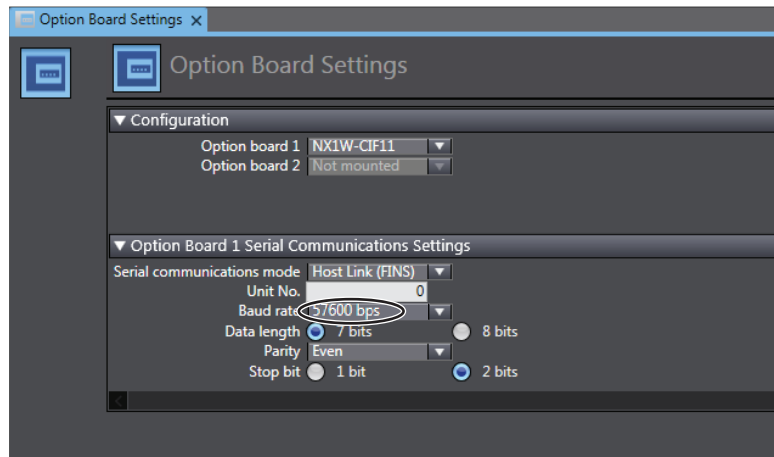 Option Board Settings
Option Board Settings
Configuration
Option board 1 NX1W-CIF11
Option board 2 Not mounted
Option Board 1 Serial Communications Settings
Serial communications mode Host Link (FINS)
Unit No. 0
Baud rate 57600 bps
Data length 7 bits 8 bits
Parity Even
Stop bit 1 bit 2 bits